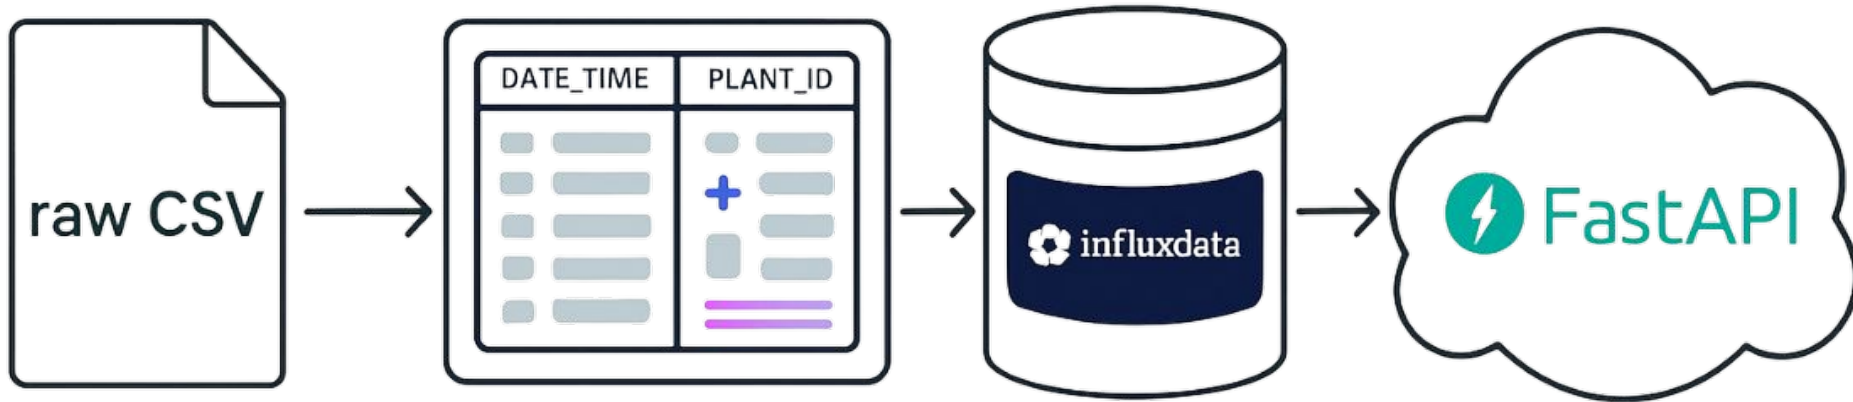 raw CSV
DATE_TIME
PLANT_ID
influxdata
FastAPI